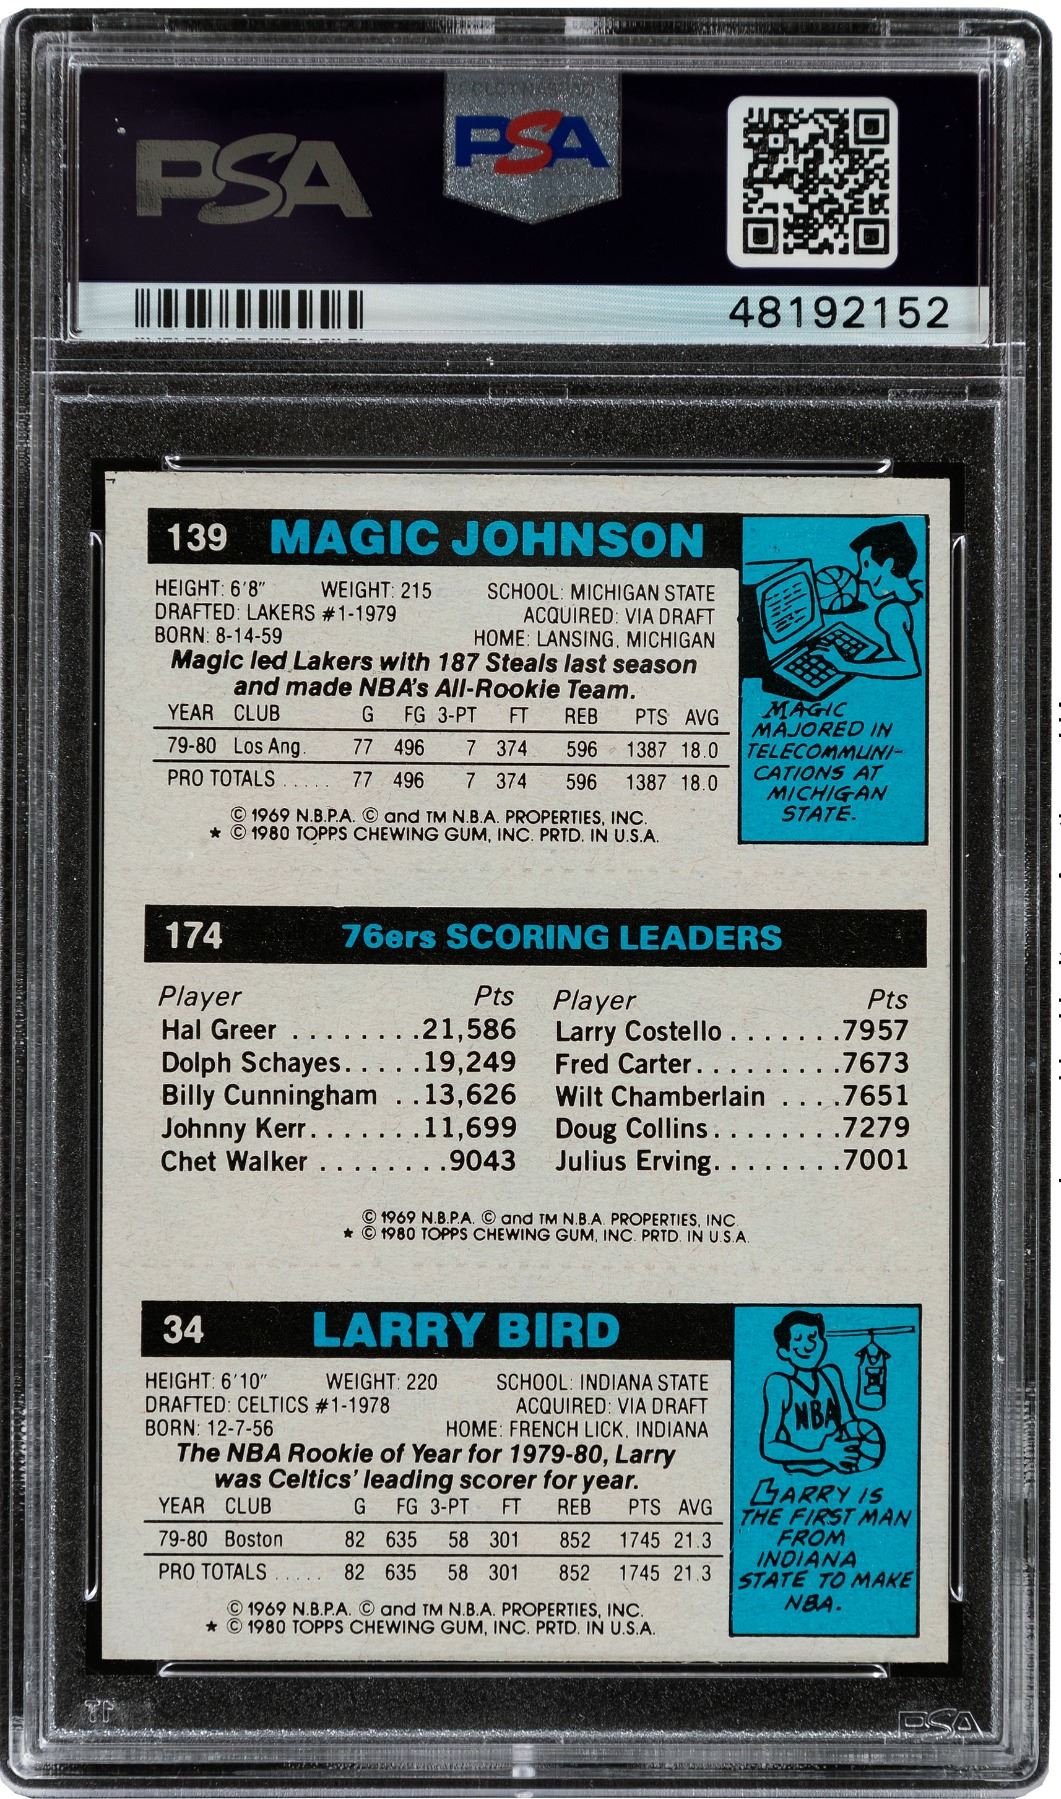 PSA
PSA
48192152
139 MAGIC JOHNSON
HEIGHT: 6'8" WEIGHT: 215 SCHOOL: MICHIGAN STATE
DRAFTED: LAKERS #1-1979 ACQUIRED: VIA DRAFT
BORN: 8-14-59 HOME: LANSING, MICHIGAN
Magic led Lakers with 187 Steals last season
and made NBA's All-Rookie Team.
YEAR CLUB G FG 3-PT FT REB PTS AVG
79-80 Los Ang. 77 496 7 374 596 1387 18.0
PRO TOTALS ..... 77 496 7 374 596 1387 18.0
© 1969 N.B.P.A. © and TM N.B.A. PROPERTIES, INC.
★ © 1980 TOPPS CHEWING GUM, INC. PRTD. IN U.S.A.
MAGIC
MAJORED IN
TELECOMMUNI-
CATIONS AT
MICHIGAN
STATE.
174 76ers SCORING LEADERS
Player Pts Player Pts
Hal Greer ........21,586 Larry Costello .......7957
Dolph Schayes.....19,249 Fred Carter.........7673
Billy Cunningham ..13,626 Wilt Chamberlain ....7651
Johnny Kerr.......11,699 Doug Collins........7279
Chet Walker ........9043 Julius Erving........7001
© 1969 N.B.P.A. © and TM N.B.A. PROPERTIES, INC.
★ © 1980 TOPPS CHEWING GUM, INC. PRTD. IN U.S.A.
34 LARRY BIRD
HEIGHT: 6'10" WEIGHT: 220 SCHOOL: INDIANA STATE
DRAFTED: CELTICS #1-1978 ACQUIRED: VIA DRAFT
BORN: 12-7-56 HOME: FRENCH LICK, INDIANA
The NBA Rookie of Year for 1979-80, Larry
was Celtics' leading scorer for year.
YEAR CLUB G FG 3-PT FT REB PTS AVG
79-80 Boston 82 635 58 301 852 1745 21.3
PRO TOTALS ..... 82 635 58 301 852 1745 21.3
© 1969 N.B.P.A. © and TM N.B.A. PROPERTIES, INC.
★ © 1980 TOPPS CHEWING GUM, INC. PRTD. IN U.S.A.
NBA
LARRY IS
THE FIRST MAN
FROM
INDIANA
STATE TO MAKE
NBA.
PSA